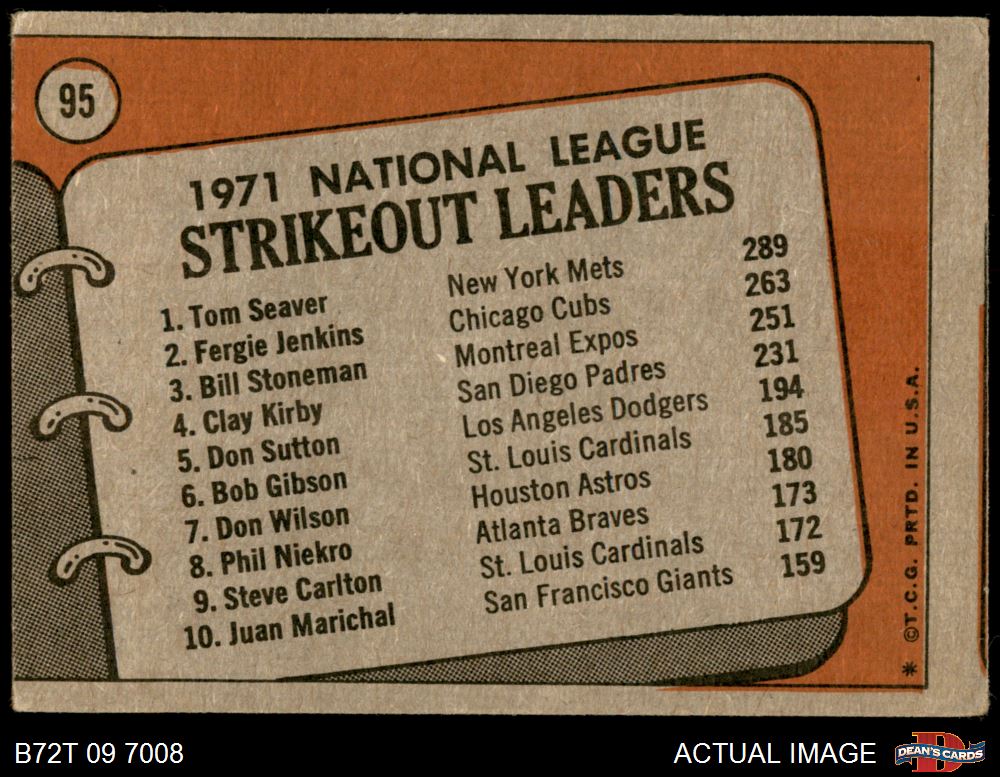 95
1971 NATIONAL LEAGUE
STRIKEOUT LEADERS
1. Tom Seaver New York Mets 289
2. Fergie Jenkins Chicago Cubs 263
3. Bill Stoneman Montreal Expos 251
4. Clay Kirby San Diego Padres 231
5. Don Sutton Los Angeles Dodgers 194
6. Bob Gibson St. Louis Cardinals 185
7. Don Wilson Houston Astros 180
8. Phil Niekro Atlanta Braves 173
9. Steve Carlton St. Louis Cardinals 172
10. Juan Marichal San Francisco Giants 159
* ©T.C.G. PRTD. IN U.S.A.
B72T 09 7008
ACTUAL IMAGE
D
DEAN'S CARDS